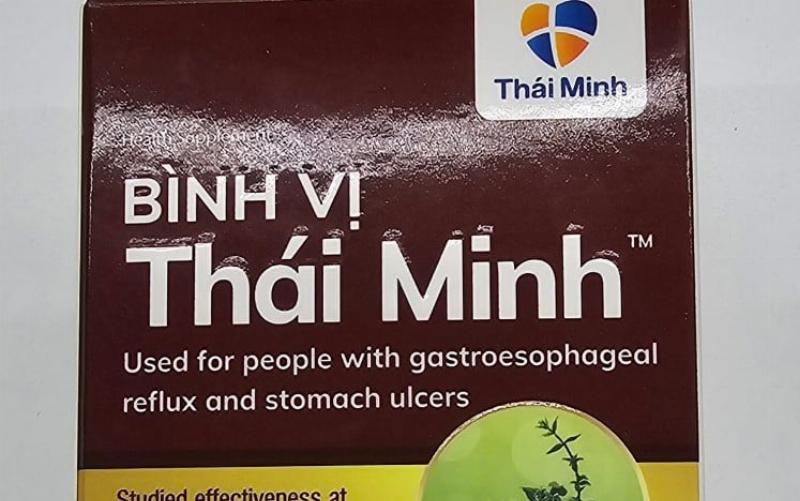 Thái Minh
Health Supplement
BÌNH VỊ
Thái Minh™
Used for people with gastroesophageal
reflux and stomach ulcers
Studied effectiveness at